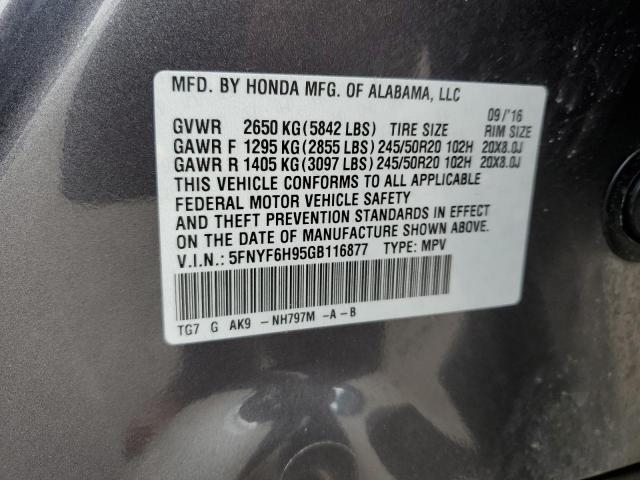 MFD. BY HONDA MFG. OF ALABAMA, LLC
09/'16
GVWR 2650 KG (5842 LBS) TIRE SIZE RIM SIZE
GAWR F 1295 KG (2855 LBS) 245/50R20 102H 20X8.0J
GAWR R 1405 KG (3097 LBS) 245/50R20 102H 20X8.0J
THIS VEHICLE CONFORMS TO ALL APPLICABLE
FEDERAL MOTOR VEHICLE SAFETY
AND THEFT PREVENTION STANDARDS IN EFFECT
ON THE DATE OF MANUFACTURE SHOWN ABOVE.
V.I.N.: 5FNYF6H95GB116877 TYPE: MPV
TG7 G AK9 -NH797M -A-B